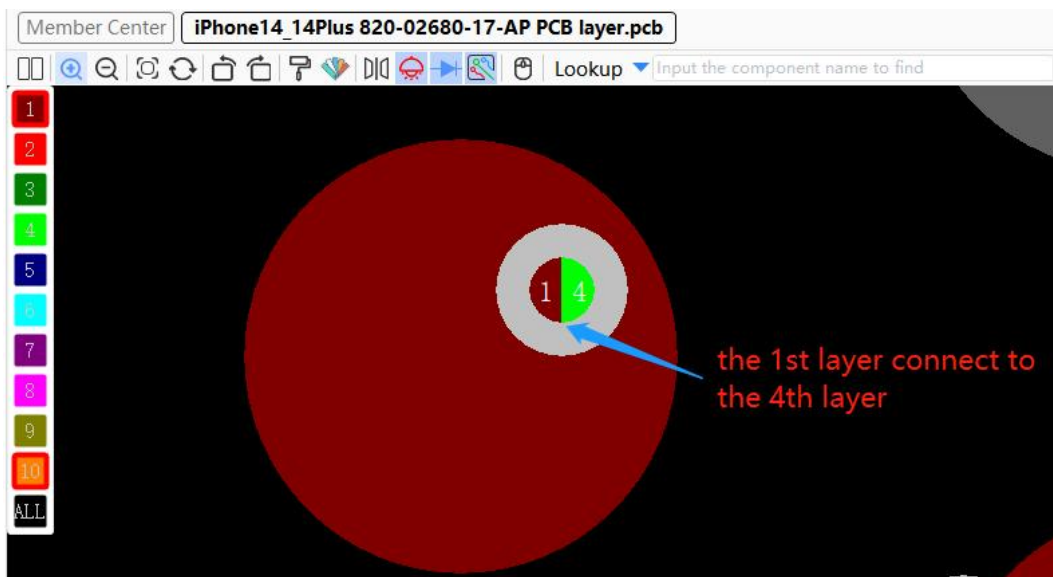 Member Center iPhone14_14Plus 820-02680-17-AP PCB layer.pcb
Lookup Input the component name to find
1
2
3
4
5
6
7
8
9
10
ALL
1 4
the 1st layer connect to
the 4th layer